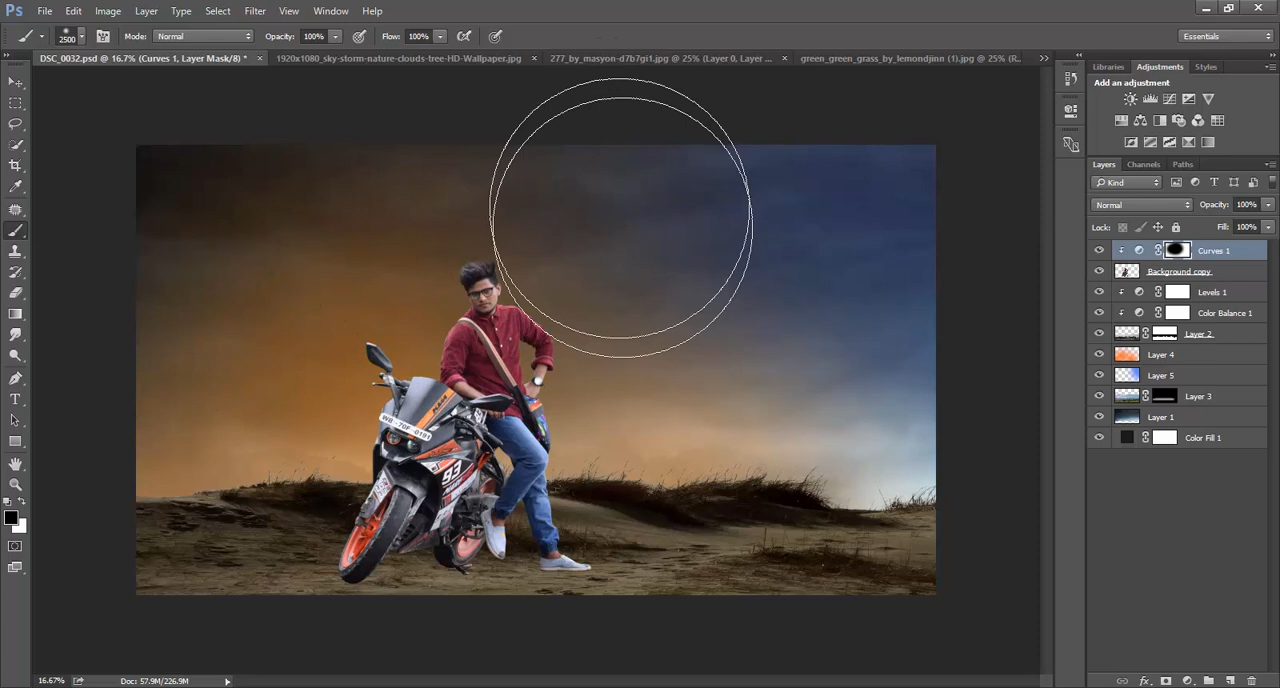 Ps File Edit Image Layer Type Select Filter View Window Help
2500 Mode: Normal Opacity: 100% Flow: 100% Essentials
DSC_0032.psd @ 16.7% (Curves 1, Layer Mask/8) * × 1920x1080_sky-storm-nature-clouds-tree-HD-Wallpaper.jpg × 277_by_masyon-d7b7gi1.jpg @ 25% (Layer 0, Layer ... × green_green_grass_by_lemondjinn (1).jpg @ 25% (R...
Libraries Adjustments Styles
Add an adjustment
Layers Channels Paths
Kind
Normal Opacity: 100%
Lock: Fill: 100%
Curves 1
Background copy
Levels 1
Color Balance 1
Layer 2
Layer 4
Layer 5
Layer 3
Layer 1
Color Fill 1
KTM
WB-70F-0181
93
16.67% Doc: 57.9M/226.9M